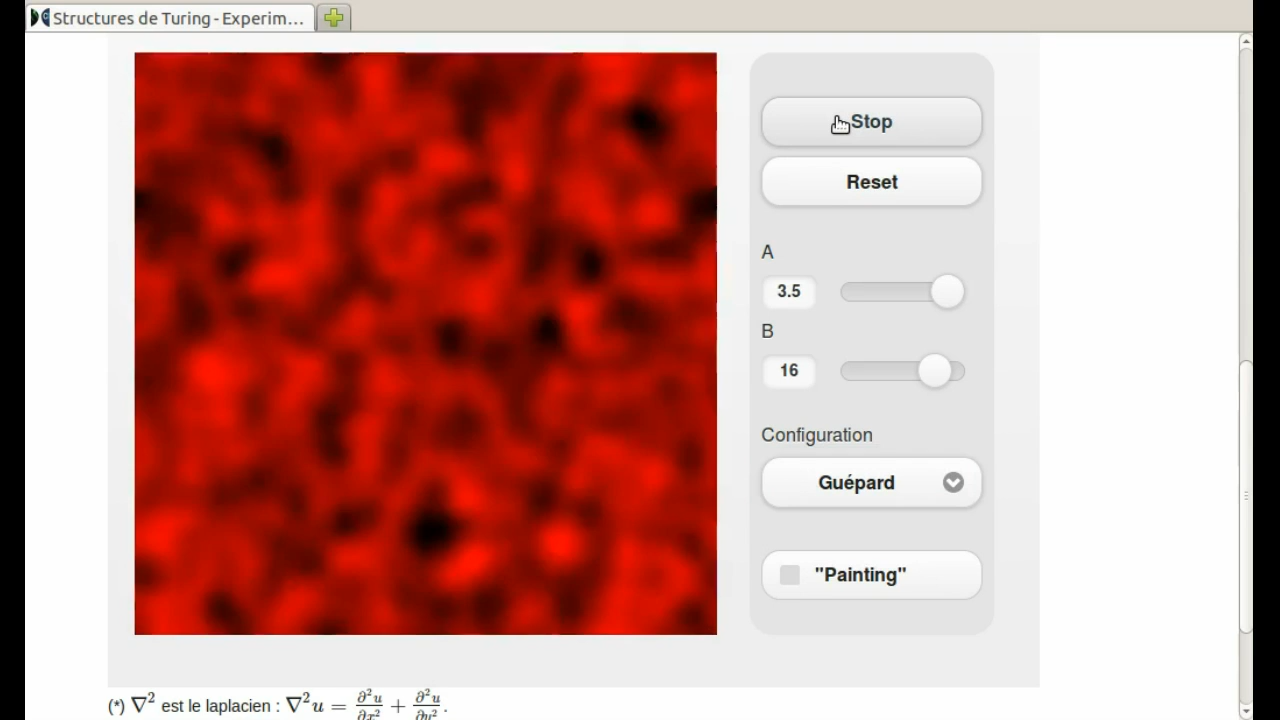 Structures de Turing - Experim...
Stop
Reset
A
3.5
B
16
Configuration
Guépard
"Painting"
(*) ∇² est le laplacien : ∇²u = ∂²u/∂x² + ∂²u/∂y².